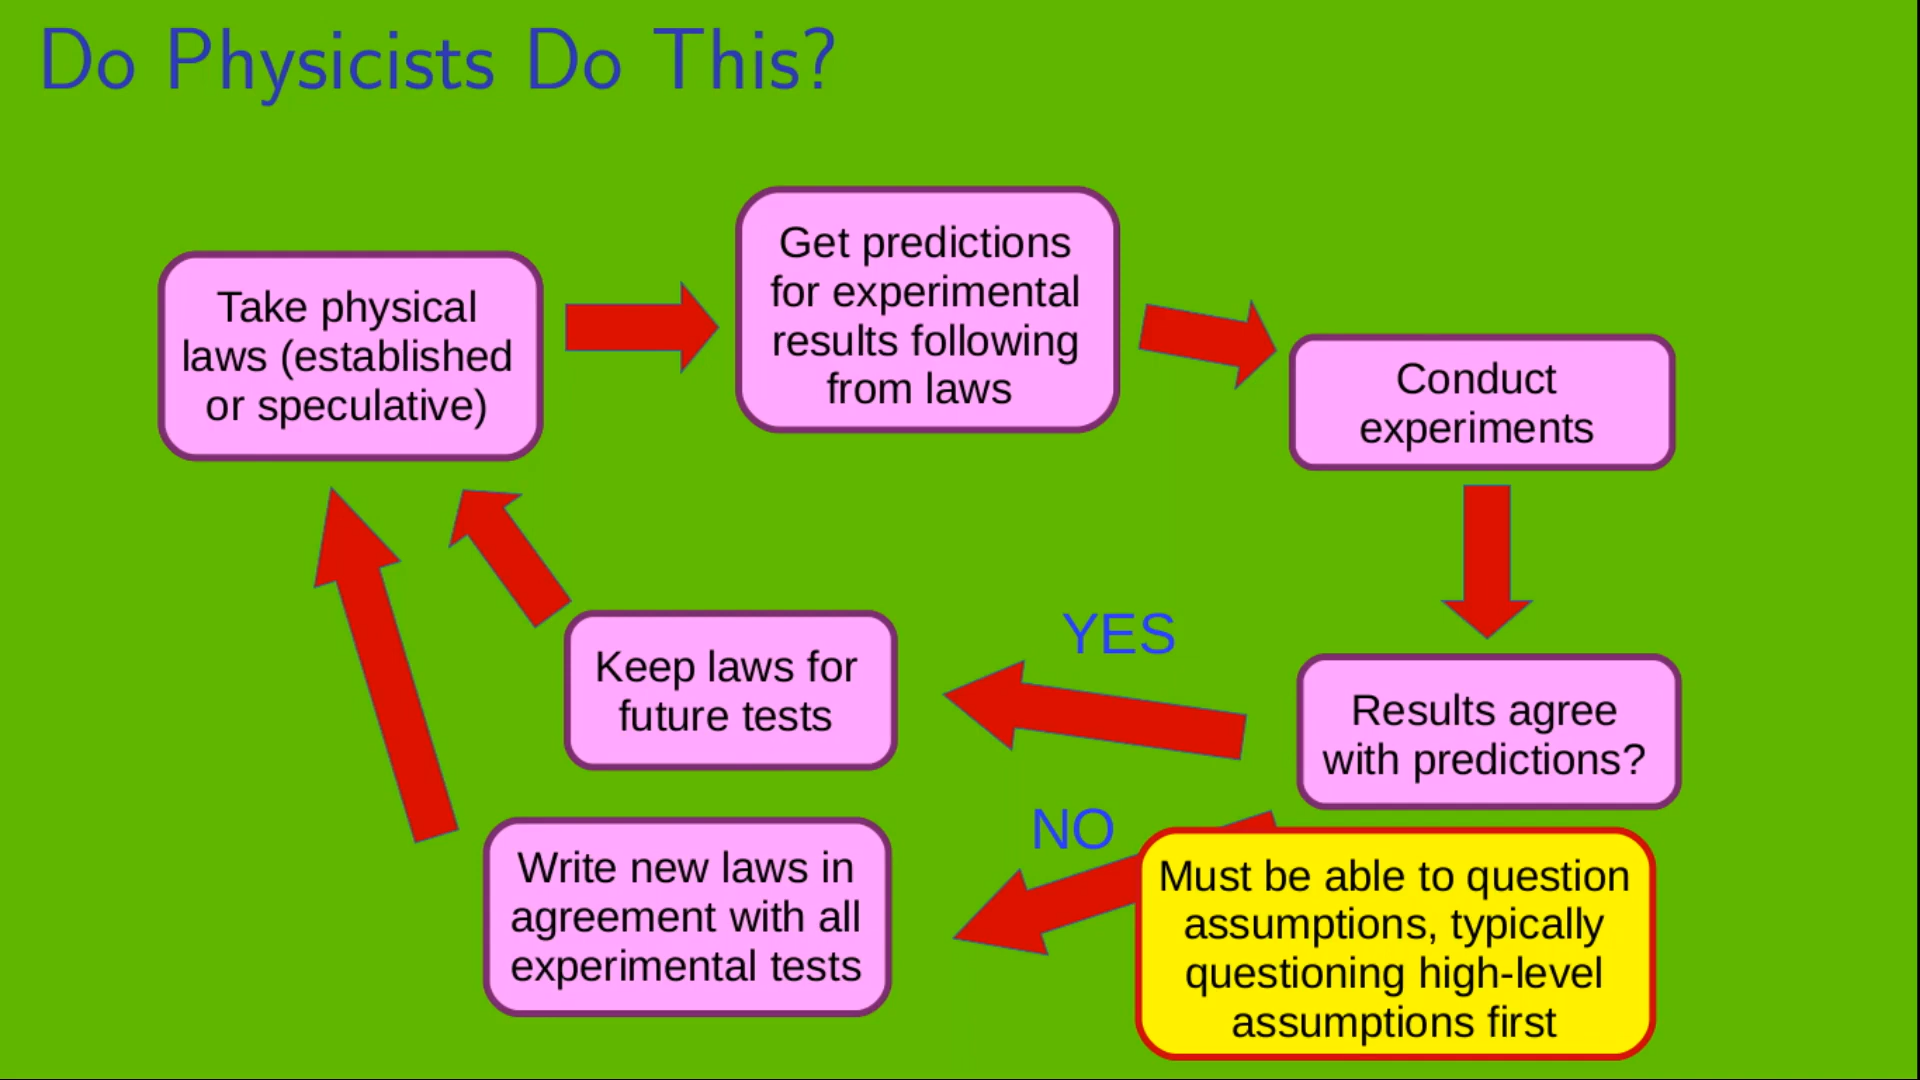 Do Physicists Do This?
Take physical
laws (established
or speculative)
Get predictions
for experimental
results following
from laws
Conduct
experiments
Results agree
with predictions?
YES
Keep laws for
future tests
NO
Must be able to question
assumptions, typically
questioning high-level
assumptions first
Write new laws in
agreement with all
experimental tests